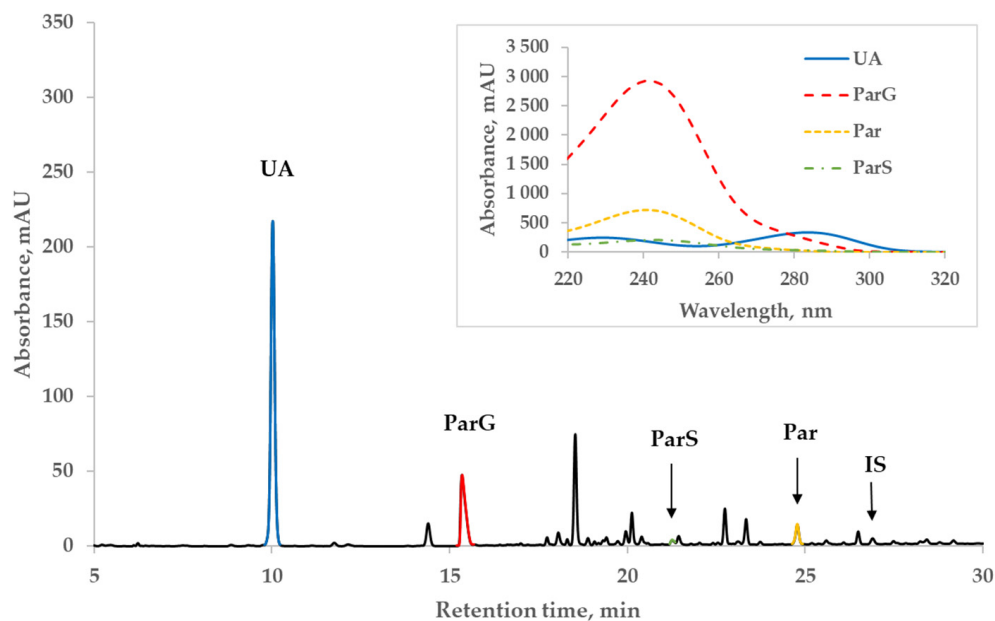 350
300
250
200
150
100
50
0
Absorbance, mAU
5
10
15
20
25
30
Retention time, min
UA
ParG
ParS
Par
IS
3 500
3 000
2 500
2 000
1 500
1 000
500
0
Absorbance, mAU
220
240
260
280
300
320
Wavelength, nm
UA
ParG
Par
ParS